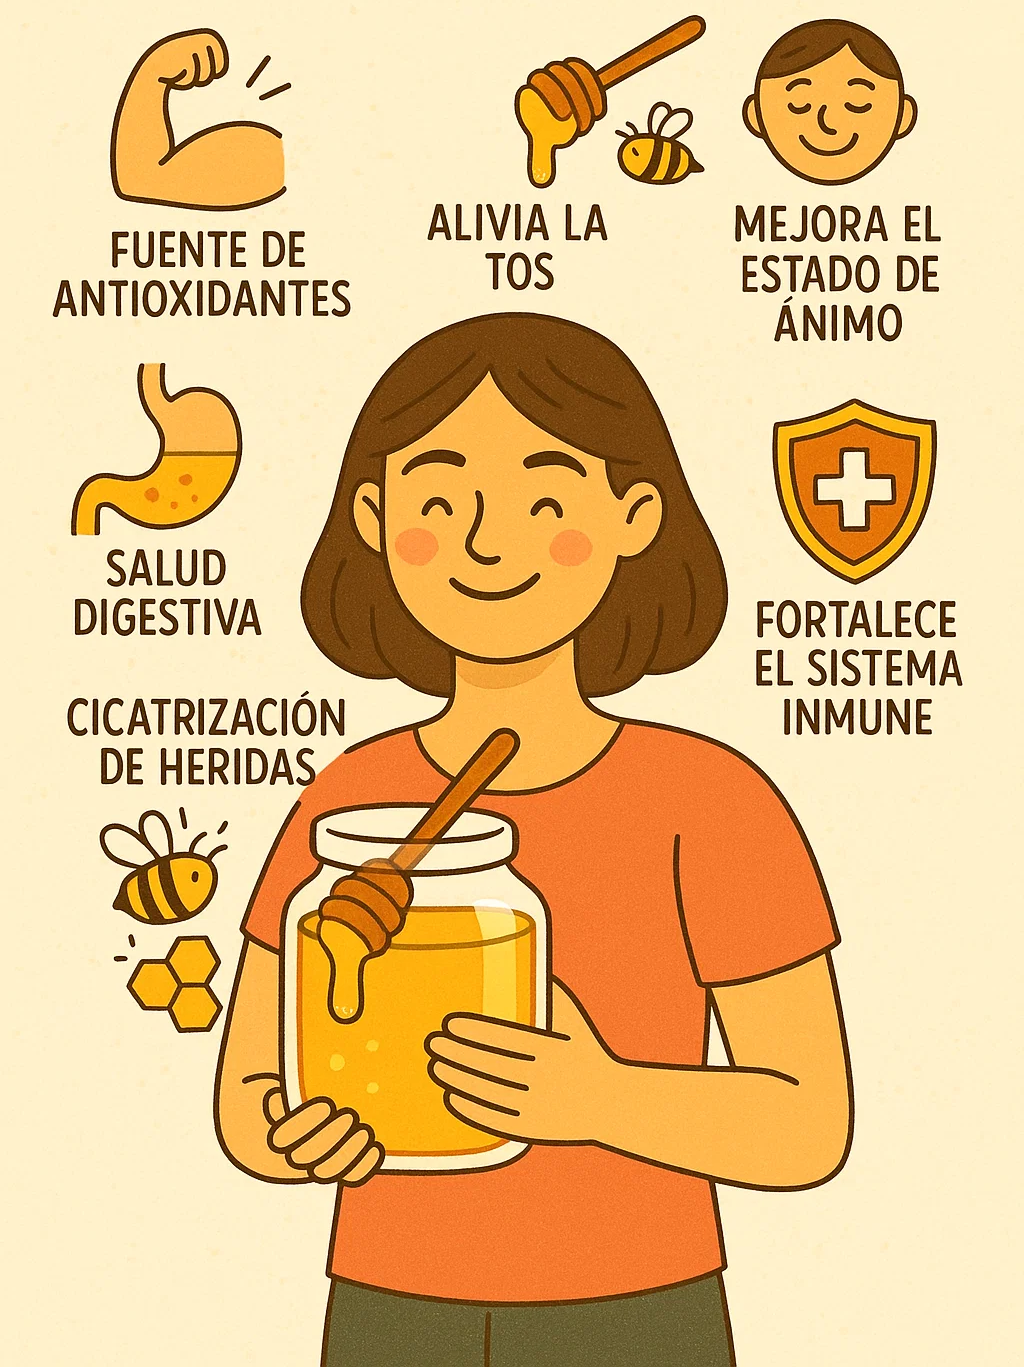 FUENTE DE
ANTIOXIDANTES
ALIVIA LA
TOS
MEJORA EL
ESTADO DE
ÁNIMO
SALUD
DIGESTIVA
FORTALECE
EL SISTEMA
INMUNE
CICATRIZACIÓN
DE HERIDAS